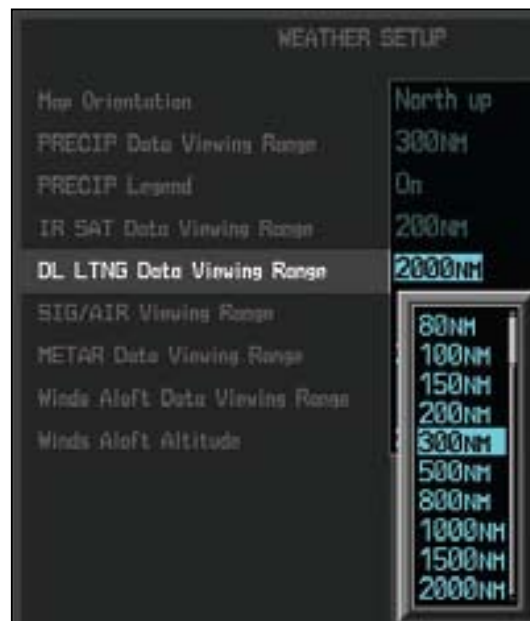 WEATHER SETUP
Map Orientation North up
PRECIP Data Viewing Range 300NM
PRECIP Legend On
IR SAT Data Viewing Range 200NM
DL LTNG Data Viewing Range 2000NM
SIG/AIR Viewing Range
METAR Data Viewing Range
Winds Aloft Data Viewing Range
Winds Aloft Altitude
80NM
100NM
150NM
200NM
300NM
500NM
800NM
1000NM
1500NM
2000NM